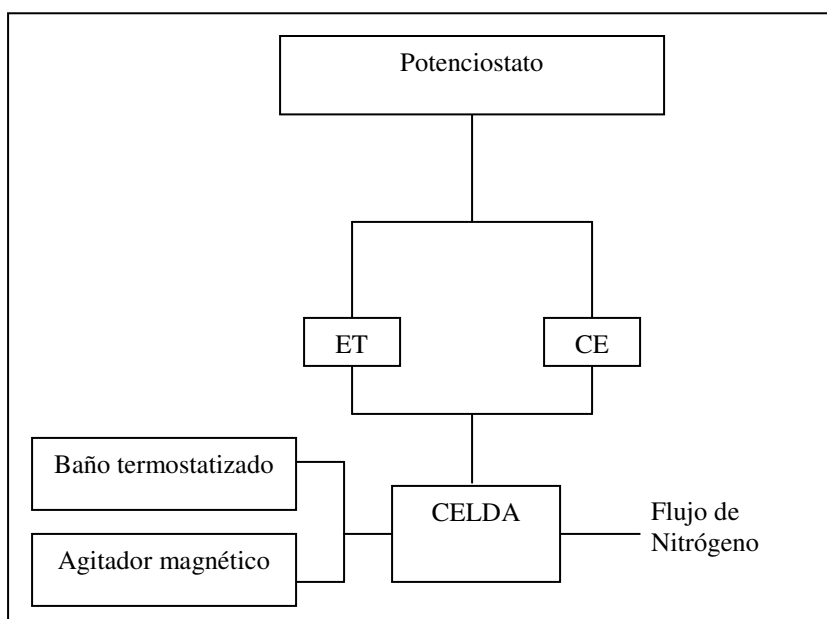 Potenciostato
ET
CE
Baño termostatizado
CELDA
Flujo de
Nitrógeno
Agitador magnético